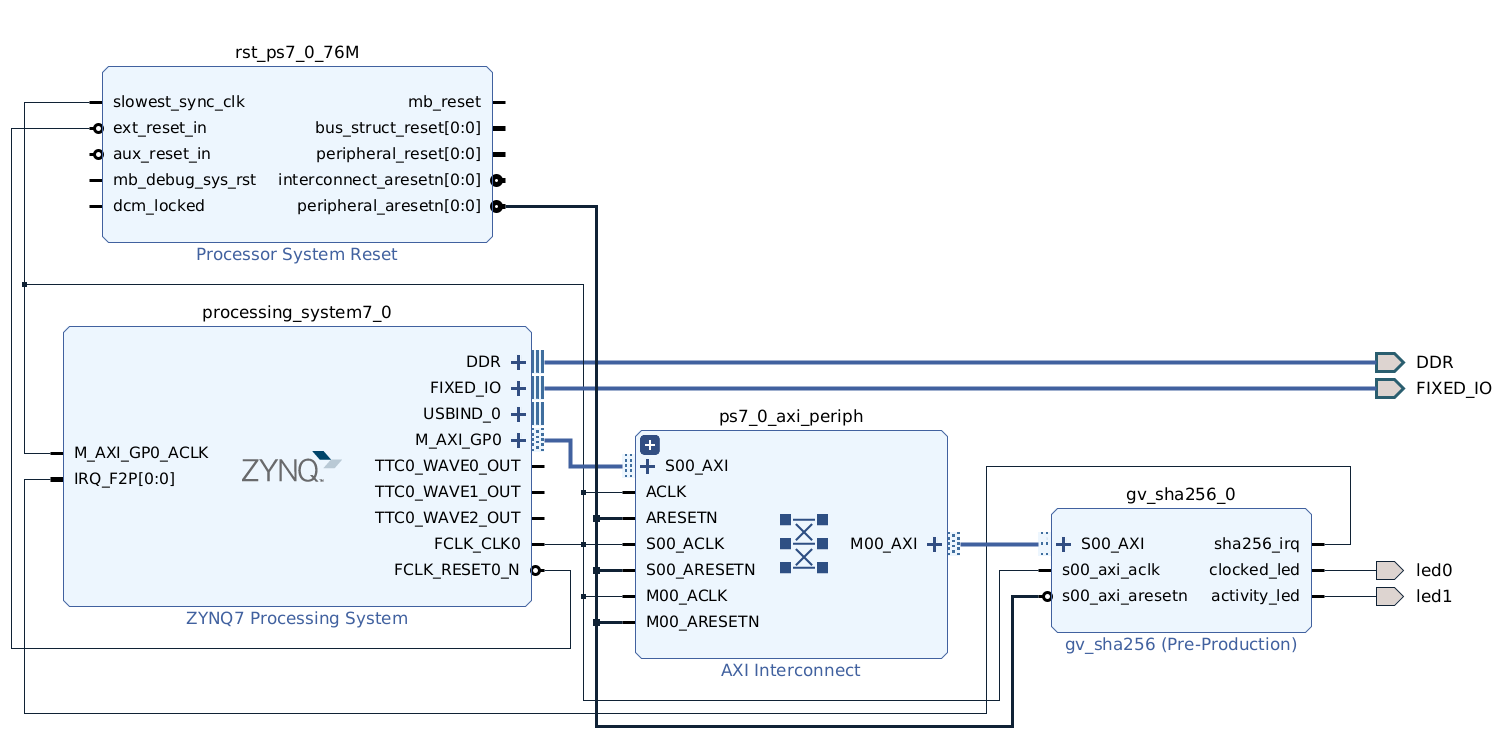 rst_ps7_0_76M
slowest_sync_clk
ext_reset_in
aux_reset_in
mb_debug_sys_rst
dcm_locked
mb_reset
bus_struct_reset[0:0]
peripheral_reset[0:0]
interconnect_aresetn[0:0]
peripheral_aresetn[0:0]
Processor System Reset
processing_system7_0
M_AXI_GP0_ACLK
IRQ_F2P[0:0]
ZYNQ
DDR
FIXED_IO
USBIND_0
M_AXI_GP0
TTC0_WAVE0_OUT
TTC0_WAVE1_OUT
TTC0_WAVE2_OUT
FCLK_CLK0
FCLK_RESET0_N
ZYNQ7 Processing System
ps7_0_axi_periph
S00_AXI
ACLK
ARESETN
S00_ACLK
S00_ARESETN
M00_ACLK
M00_ARESETN
M00_AXI
AXI Interconnect
gv_sha256_0
S00_AXI
s00_axi_aclk
s00_axi_aresetn
sha256_irq
clocked_led
activity_led
gv_sha256 (Pre-Production)
DDR
FIXED_IO
led0
led1